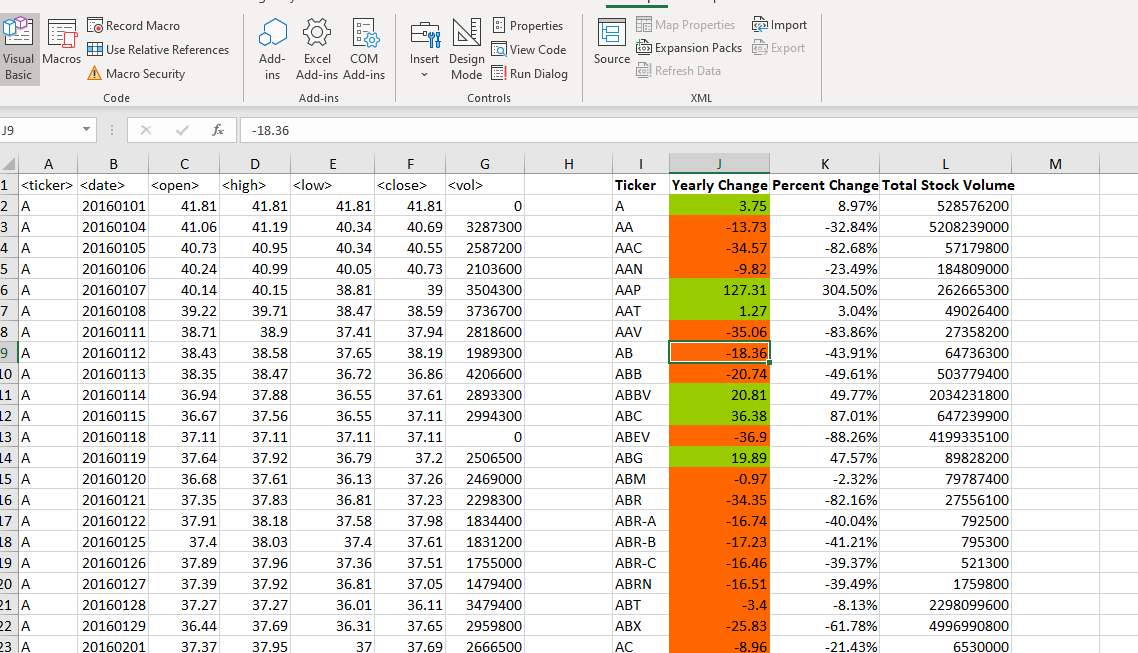 Visual Basic
Macros
Record Macro
Use Relative References
Macro Security
Code
Add-ins
Excel Add-ins
COM Add-ins
Add-ins
Insert
Design Mode
Properties
View Code
Run Dialog
Controls
Source
Map Properties
Expansion Packs
Refresh Data
Import
Export
XML
J9 fx -18.36
A B C D E F G H I J K L M
1 <ticker> <date> <open> <high> <low> <close> <vol> Ticker Yearly Change Percent Change Total Stock Volume
2 A 20160101 41.81 41.81 41.81 41.81 0 A 3.75 8.97% 528576200
3 A 20160104 41.06 41.19 40.34 40.69 3287300 AA -13.73 -32.84% 5208239000
4 A 20160105 40.73 40.95 40.34 40.55 2587200 AAC -34.57 -82.68% 57179800
5 A 20160106 40.24 40.99 40.05 40.73 2103600 AAN -9.82 -23.49% 184809000
6 A 20160107 40.14 40.15 38.81 39 3504300 AAP 127.31 304.50% 262665300
7 A 20160108 39.22 39.71 38.47 38.59 3736700 AAT 1.27 3.04% 49026400
8 A 20160111 38.71 38.9 37.41 37.94 2818600 AAV -35.06 -83.86% 27358200
9 A 20160112 38.43 38.58 37.65 38.19 1989300 AB -18.36 -43.91% 64736300
10 A 20160113 38.35 38.47 36.72 36.86 4206600 ABB -20.74 -49.61% 503779400
11 A 20160114 36.94 37.88 36.55 37.61 2893300 ABBV 20.81 49.77% 2034231800
12 A 20160115 36.67 37.56 36.55 37.11 2994300 ABC 36.38 87.01% 647239900
13 A 20160118 37.11 37.11 37.11 37.11 0 ABEV -36.9 -88.26% 4199335100
14 A 20160119 37.64 37.92 36.79 37.2 2506500 ABG 19.89 47.57% 89828200
15 A 20160120 36.68 37.61 36.13 37.26 2469000 ABM -0.97 -2.32% 79787400
16 A 20160121 37.35 37.83 36.81 37.23 2298300 ABR -34.35 -82.16% 27556100
17 A 20160122 37.91 38.18 37.58 37.98 1834400 ABR-A -16.74 -40.04% 792500
18 A 20160125 37.4 38.03 37.4 37.61 1831200 ABR-B -17.23 -41.21% 795300
19 A 20160126 37.89 37.96 37.36 37.51 1755000 ABR-C -16.46 -39.37% 521300
20 A 20160127 37.39 37.92 36.81 37.05 1479400 ABRN -16.51 -39.49% 1759800
21 A 20160128 37.27 37.27 36.01 36.11 3479400 ABT -3.4 -8.13% 2298099600
22 A 20160129 36.44 37.69 36.31 37.65 2959800 ABX -25.83 -61.78% 4996990800
23 A 20160201 37.37 37.95 37 37.69 2666500 AC -8.96 -21.43% 6530000